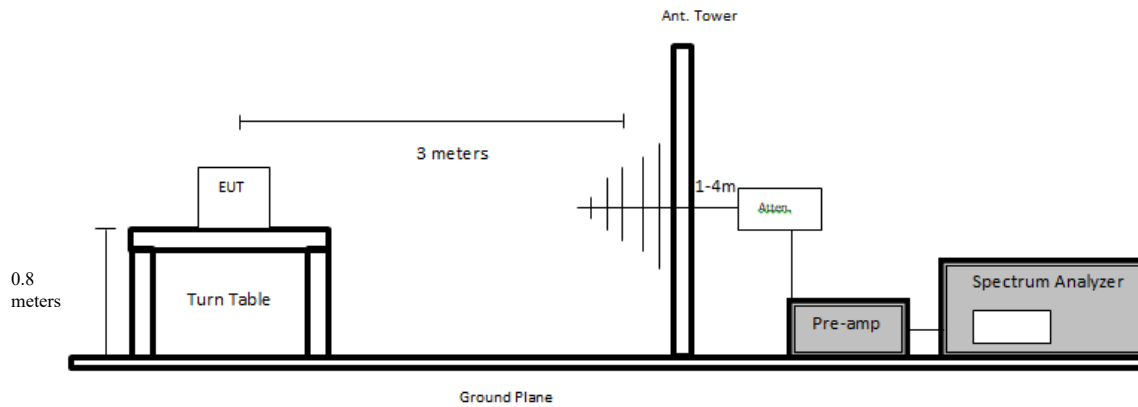 Ant. Tower
3 meters
EUT
1-4m
Atten.
0.8
meters
Turn Table
Spectrum Analyzer
Pre-amp
Ground Plane